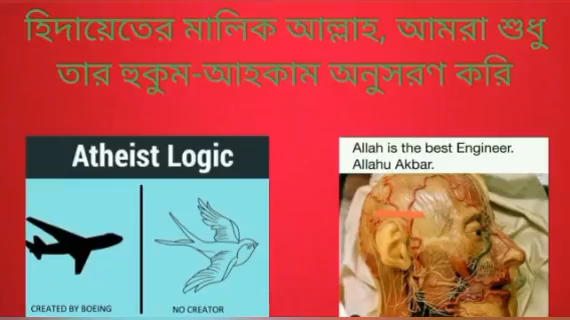 হিদায়েতের মালিক আল্লাহ, আমরা শুধু
তার হুকুম-আহকাম অনুসরণ করি
Atheist Logic
CREATED BY BOEING
NO CREATOR
Allah is the best Engineer.
Allahu Akbar.